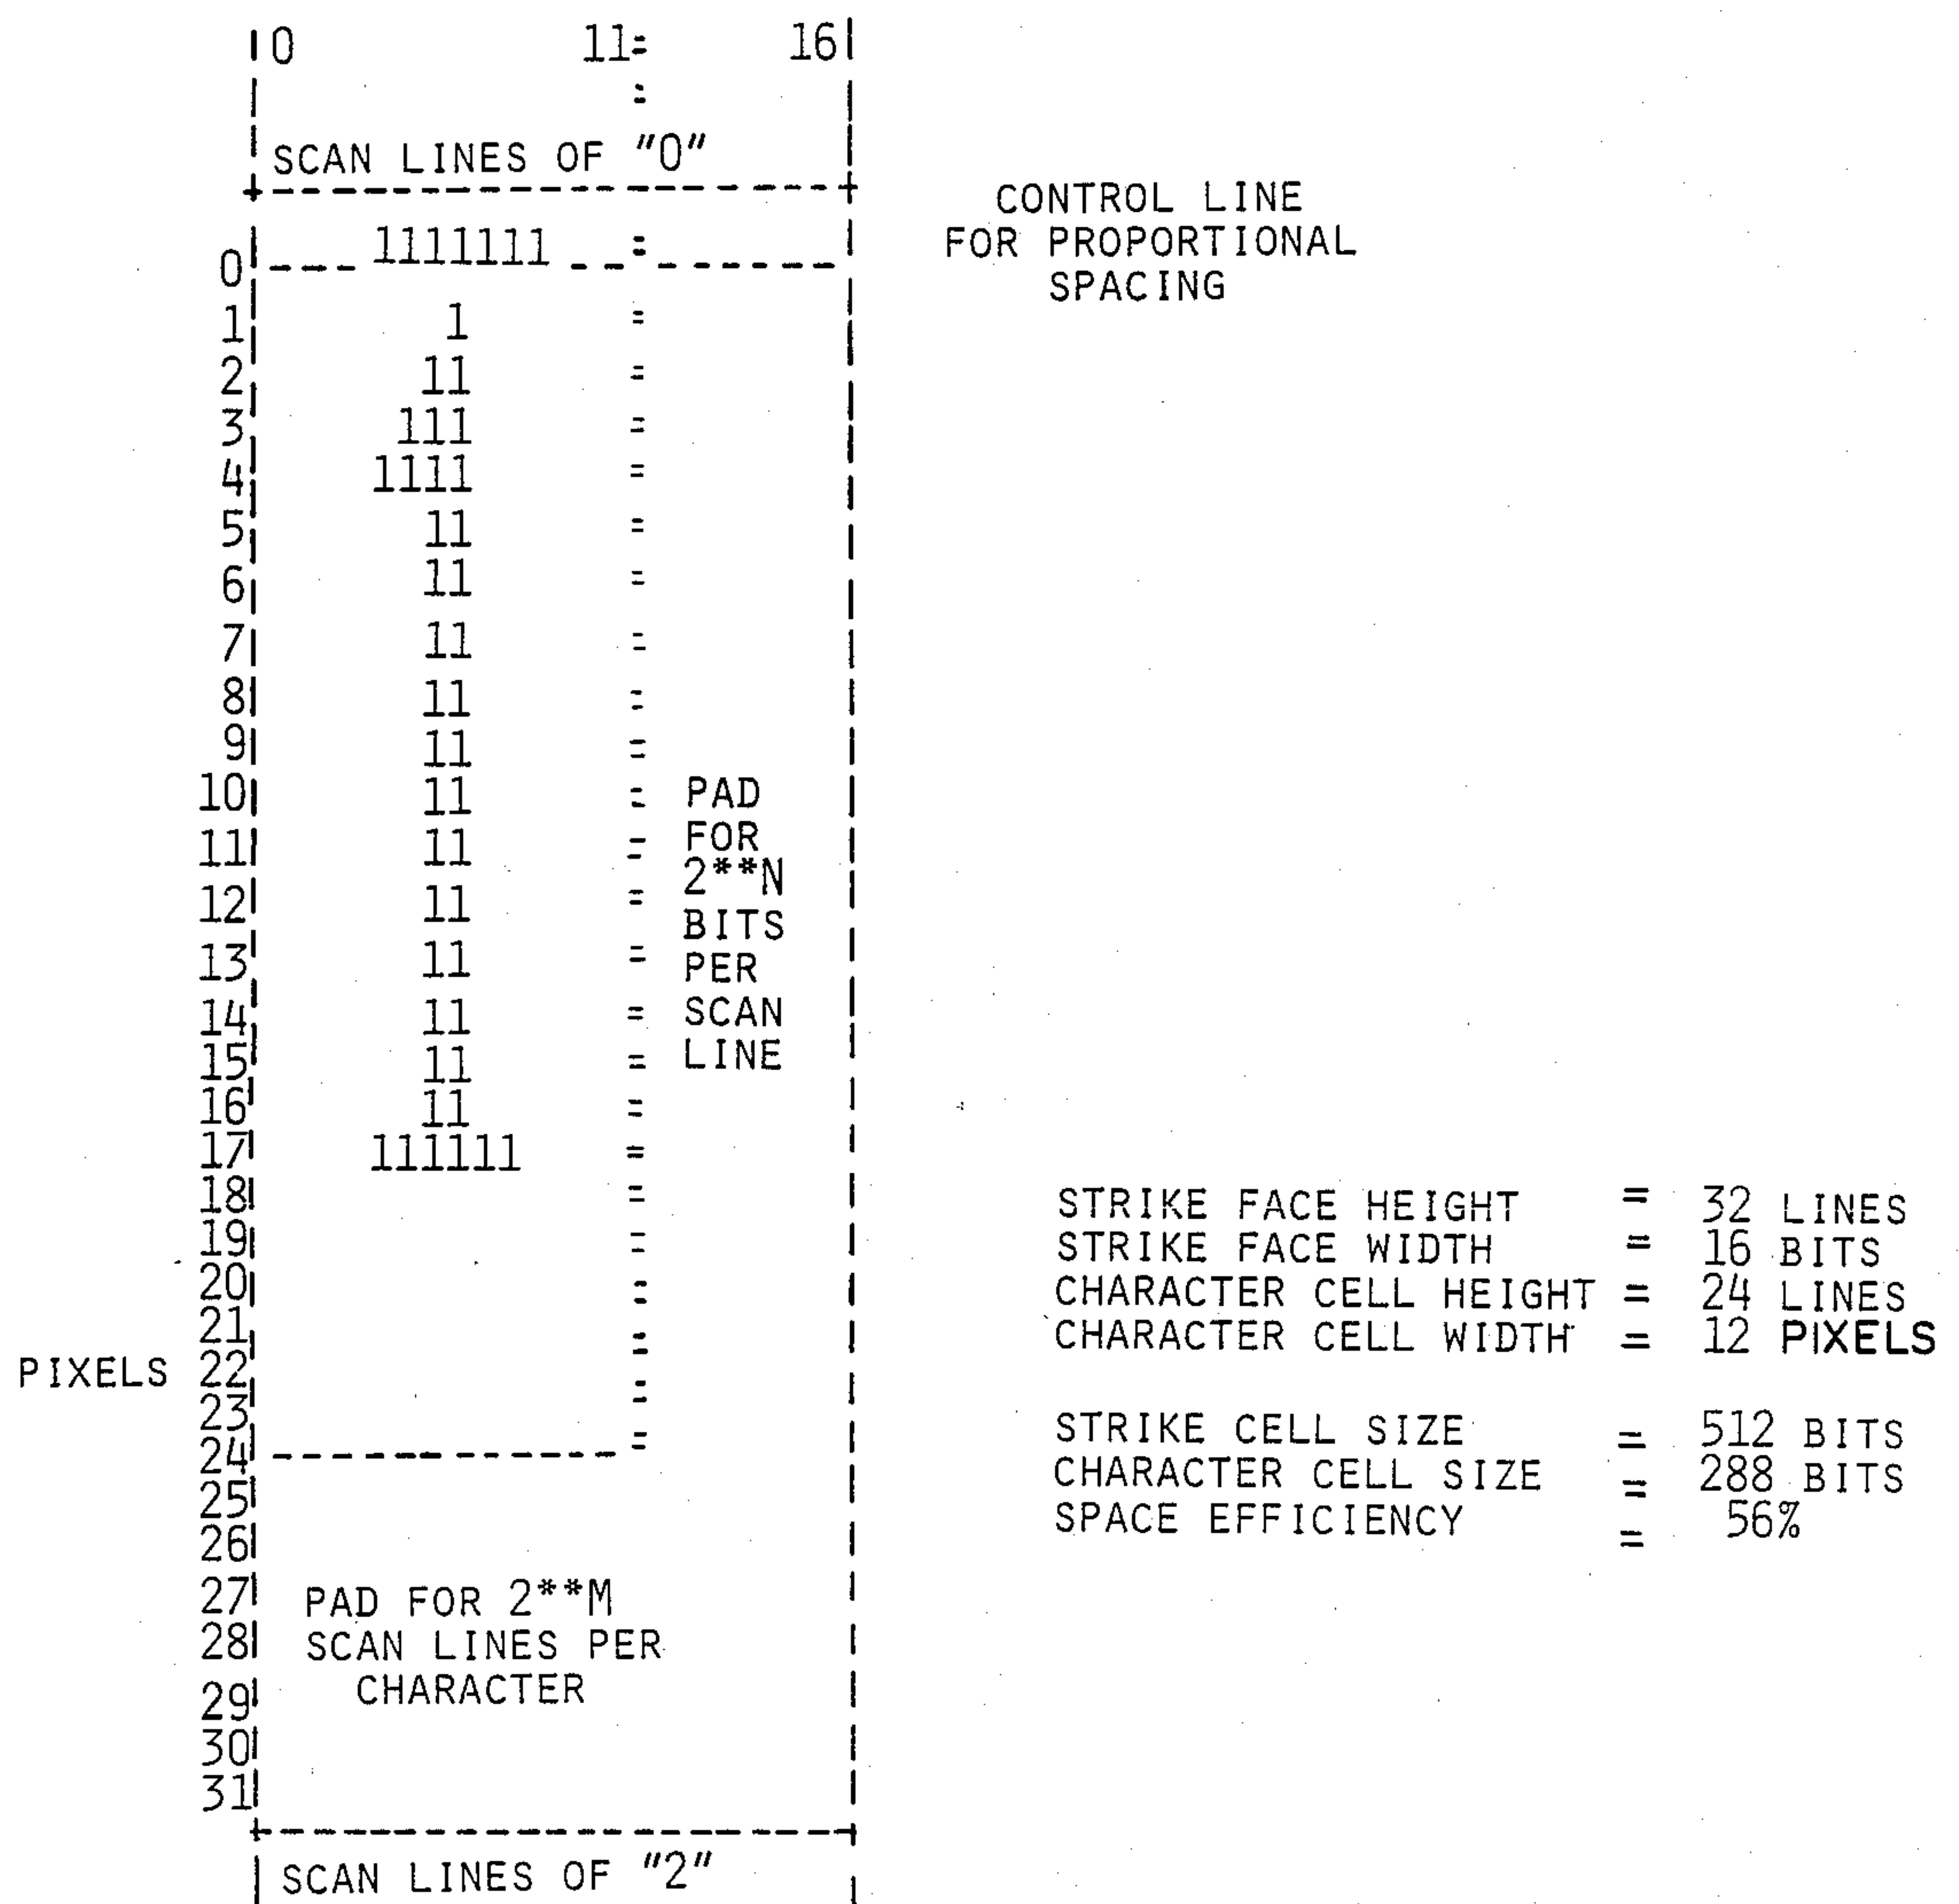 0 11= 16
=
SCAN LINES OF "0"
CONTROL LINE
FOR PROPORTIONAL
SPACING
0 1111111 =
1 1 =
2 11 =
3 111 =
4 1111 =
5 11 =
6 11 =
7 11 =
8 11 =
9 11 =
10 11 =
11 11 =
12 11 =
13 11 =
14 11 =
15 11 =
16 11 =
17 111111 =
18 =
19 =
20 =
21 =
PIXELS 22 =
23
24 =
25
26
27
28
29
30
31
PAD
FOR
2**N
BITS
PER
SCAN
LINE
PAD FOR 2**M
SCAN LINES PER
CHARACTER
SCAN LINES OF "2"
STRIKE FACE HEIGHT = 32 LINES
STRIKE FACE WIDTH = 16 BITS
CHARACTER CELL HEIGHT = 24 LINES
CHARACTER CELL WIDTH = 12 PIXELS
STRIKE CELL SIZE = 512 BITS
CHARACTER CELL SIZE = 288 BITS
SPACE EFFICIENCY = 56%